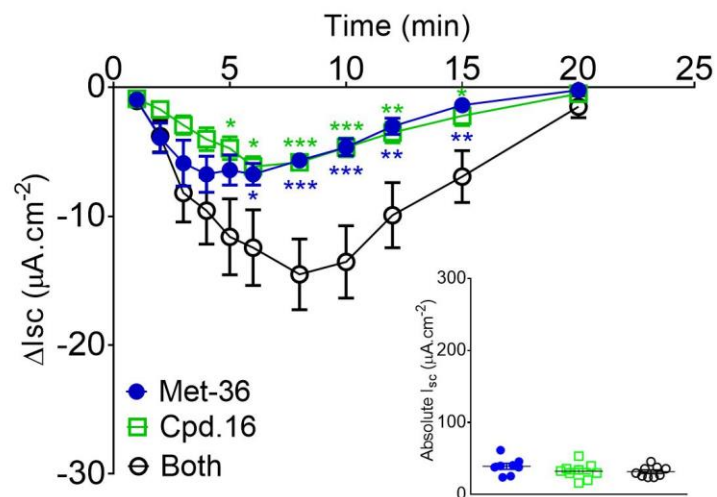 Time (min)
0 5 10 15 20 25
0
-10
-20
-30
ΔIsc (µA.cm⁻²)
* * *** *** ** *
* *** *** ** **
Met-36
Cpd.16
Both
300
200
100
0
Absolute Isc (µA.cm⁻²)